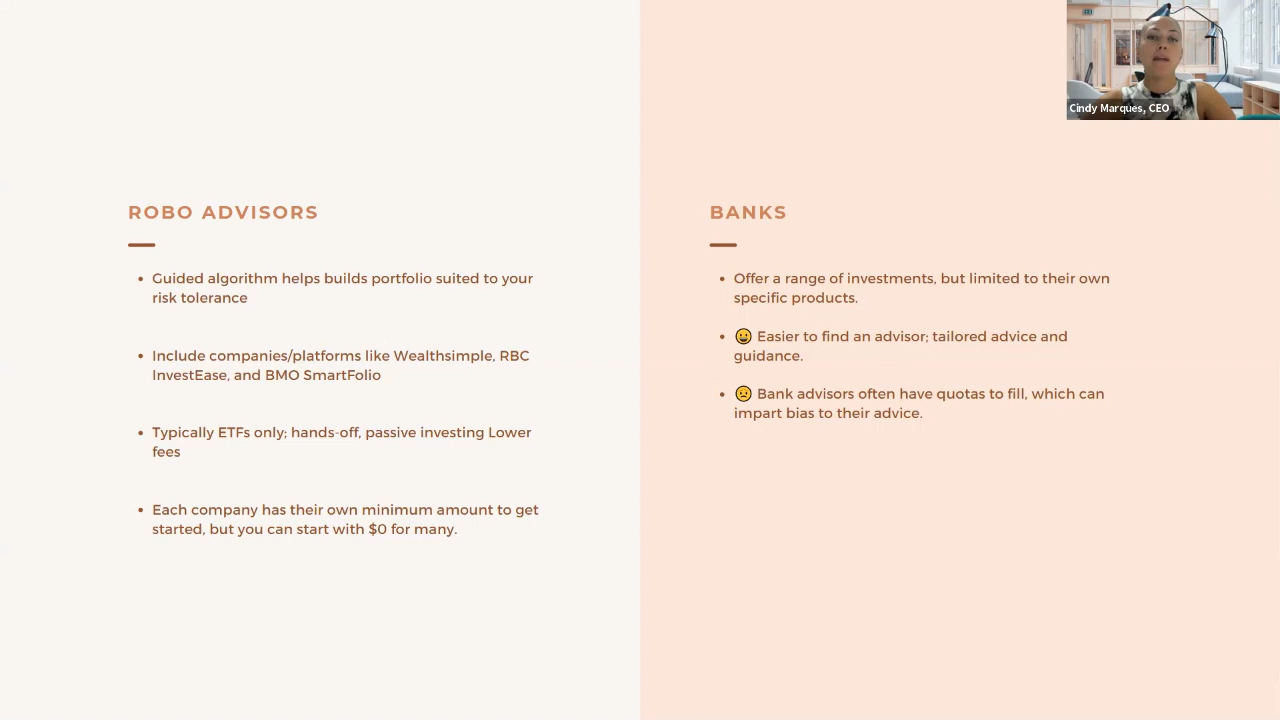 Cindy Marques, CEO
ROBO ADVISORS
Guided algorithm helps builds portfolio suited to your
risk tolerance
Include companies/platforms like Wealthsimple, RBC
InvestEase, and BMO SmartFolio
Typically ETFs only; hands-off, passive investing Lower
fees
Each company has their own minimum amount to get
started, but you can start with $0 for many.
BANKS
Offer a range of investments, but limited to their own
specific products.
😀 Easier to find an advisor; tailored advice and
guidance.
🙁 Bank advisors often have quotas to fill, which can
impart bias to their advice.